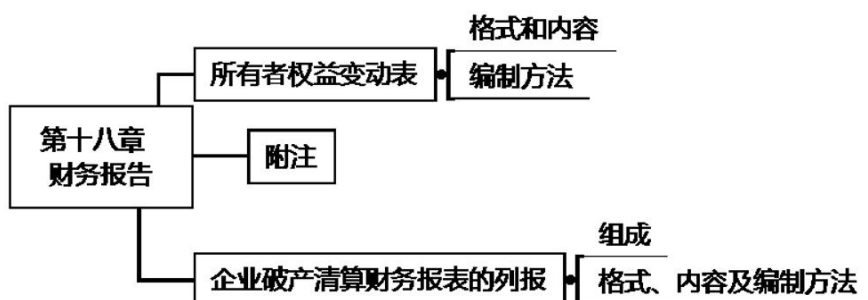 第十八章
财务报告
所有者权益变动表
格式和内容
编制方法
附注
企业破产清算财务报表的列报
组成
格式、内容及编制方法